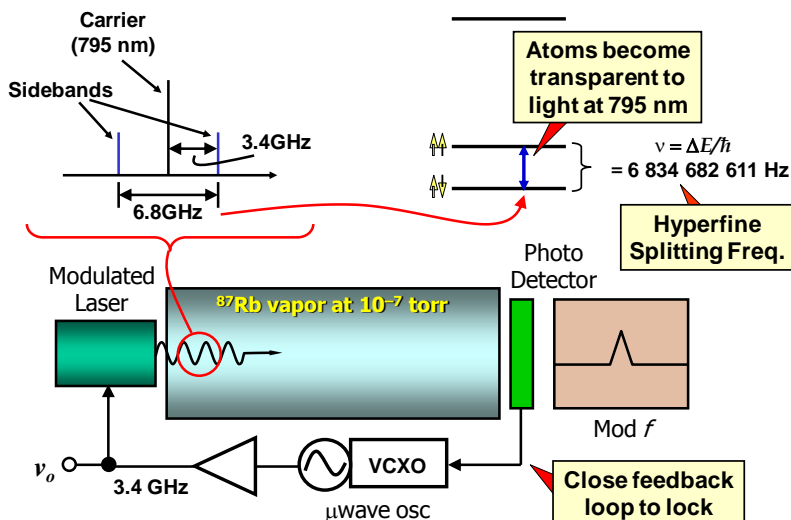 Carrier
(795 nm)
Sidebands
3.4GHz
6.8GHz
Atoms become
transparent to
light at 795 nm
ν = ΔE/ħ
= 6 834 682 611 Hz
Hyperfine
Splitting Freq.
Modulated
Laser
⁸⁷Rb vapor at 10⁻⁷ torr
Photo
Detector
Mod f
vₒ
3.4 GHz
VCXO
μwave osc
Close feedback
loop to lock